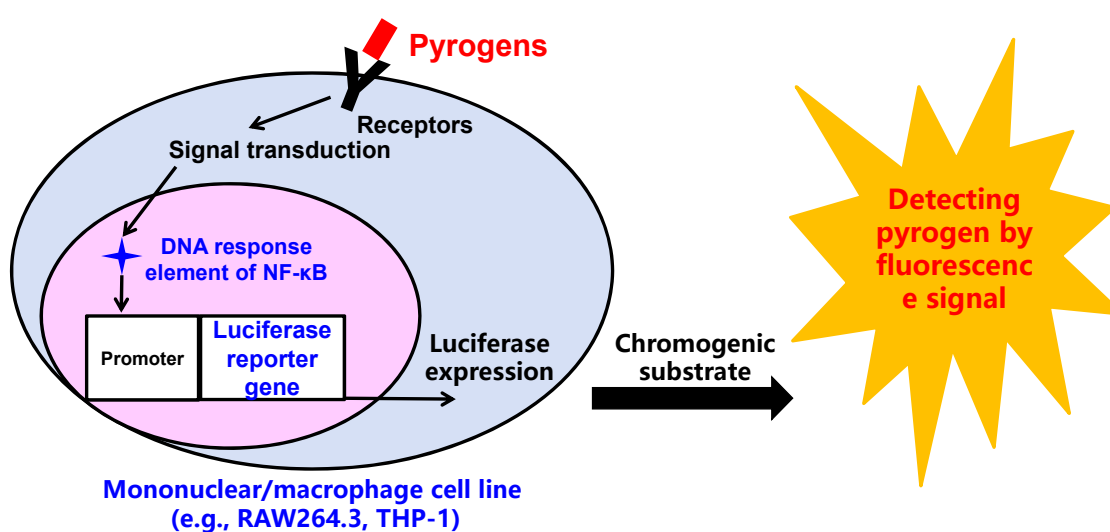 Pyrogens
Receptors
Signal transduction
DNA response
element of NF-κB
Promoter
Luciferase
reporter
gene
Luciferase
expression
Chromogenic
substrate
Detecting
pyrogen by
fluorescenc
e signal
Mononuclear/macrophage cell line
(e.g., RAW264.3, THP-1)